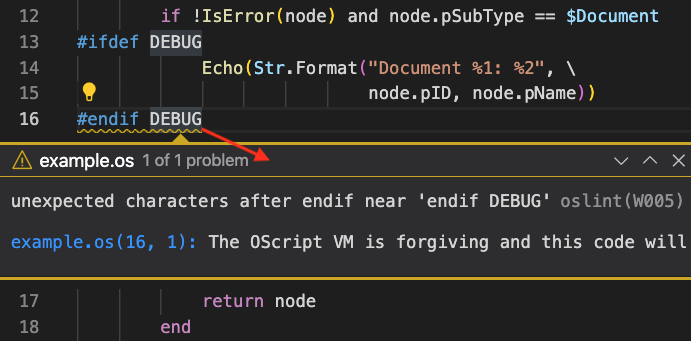 12 if !IsError(node) and node.pSubType == $Document
13 #ifdef DEBUG
14 Echo(Str.Format("Document %1: %2", \
15 node.pID, node.pName))
16 #endif DEBUG
example.os 1 of 1 problem
unexpected characters after endif near 'endif DEBUG' oslint(W005)
example.os(16, 1): The OScript VM is forgiving and this code will
17 return node
18 end